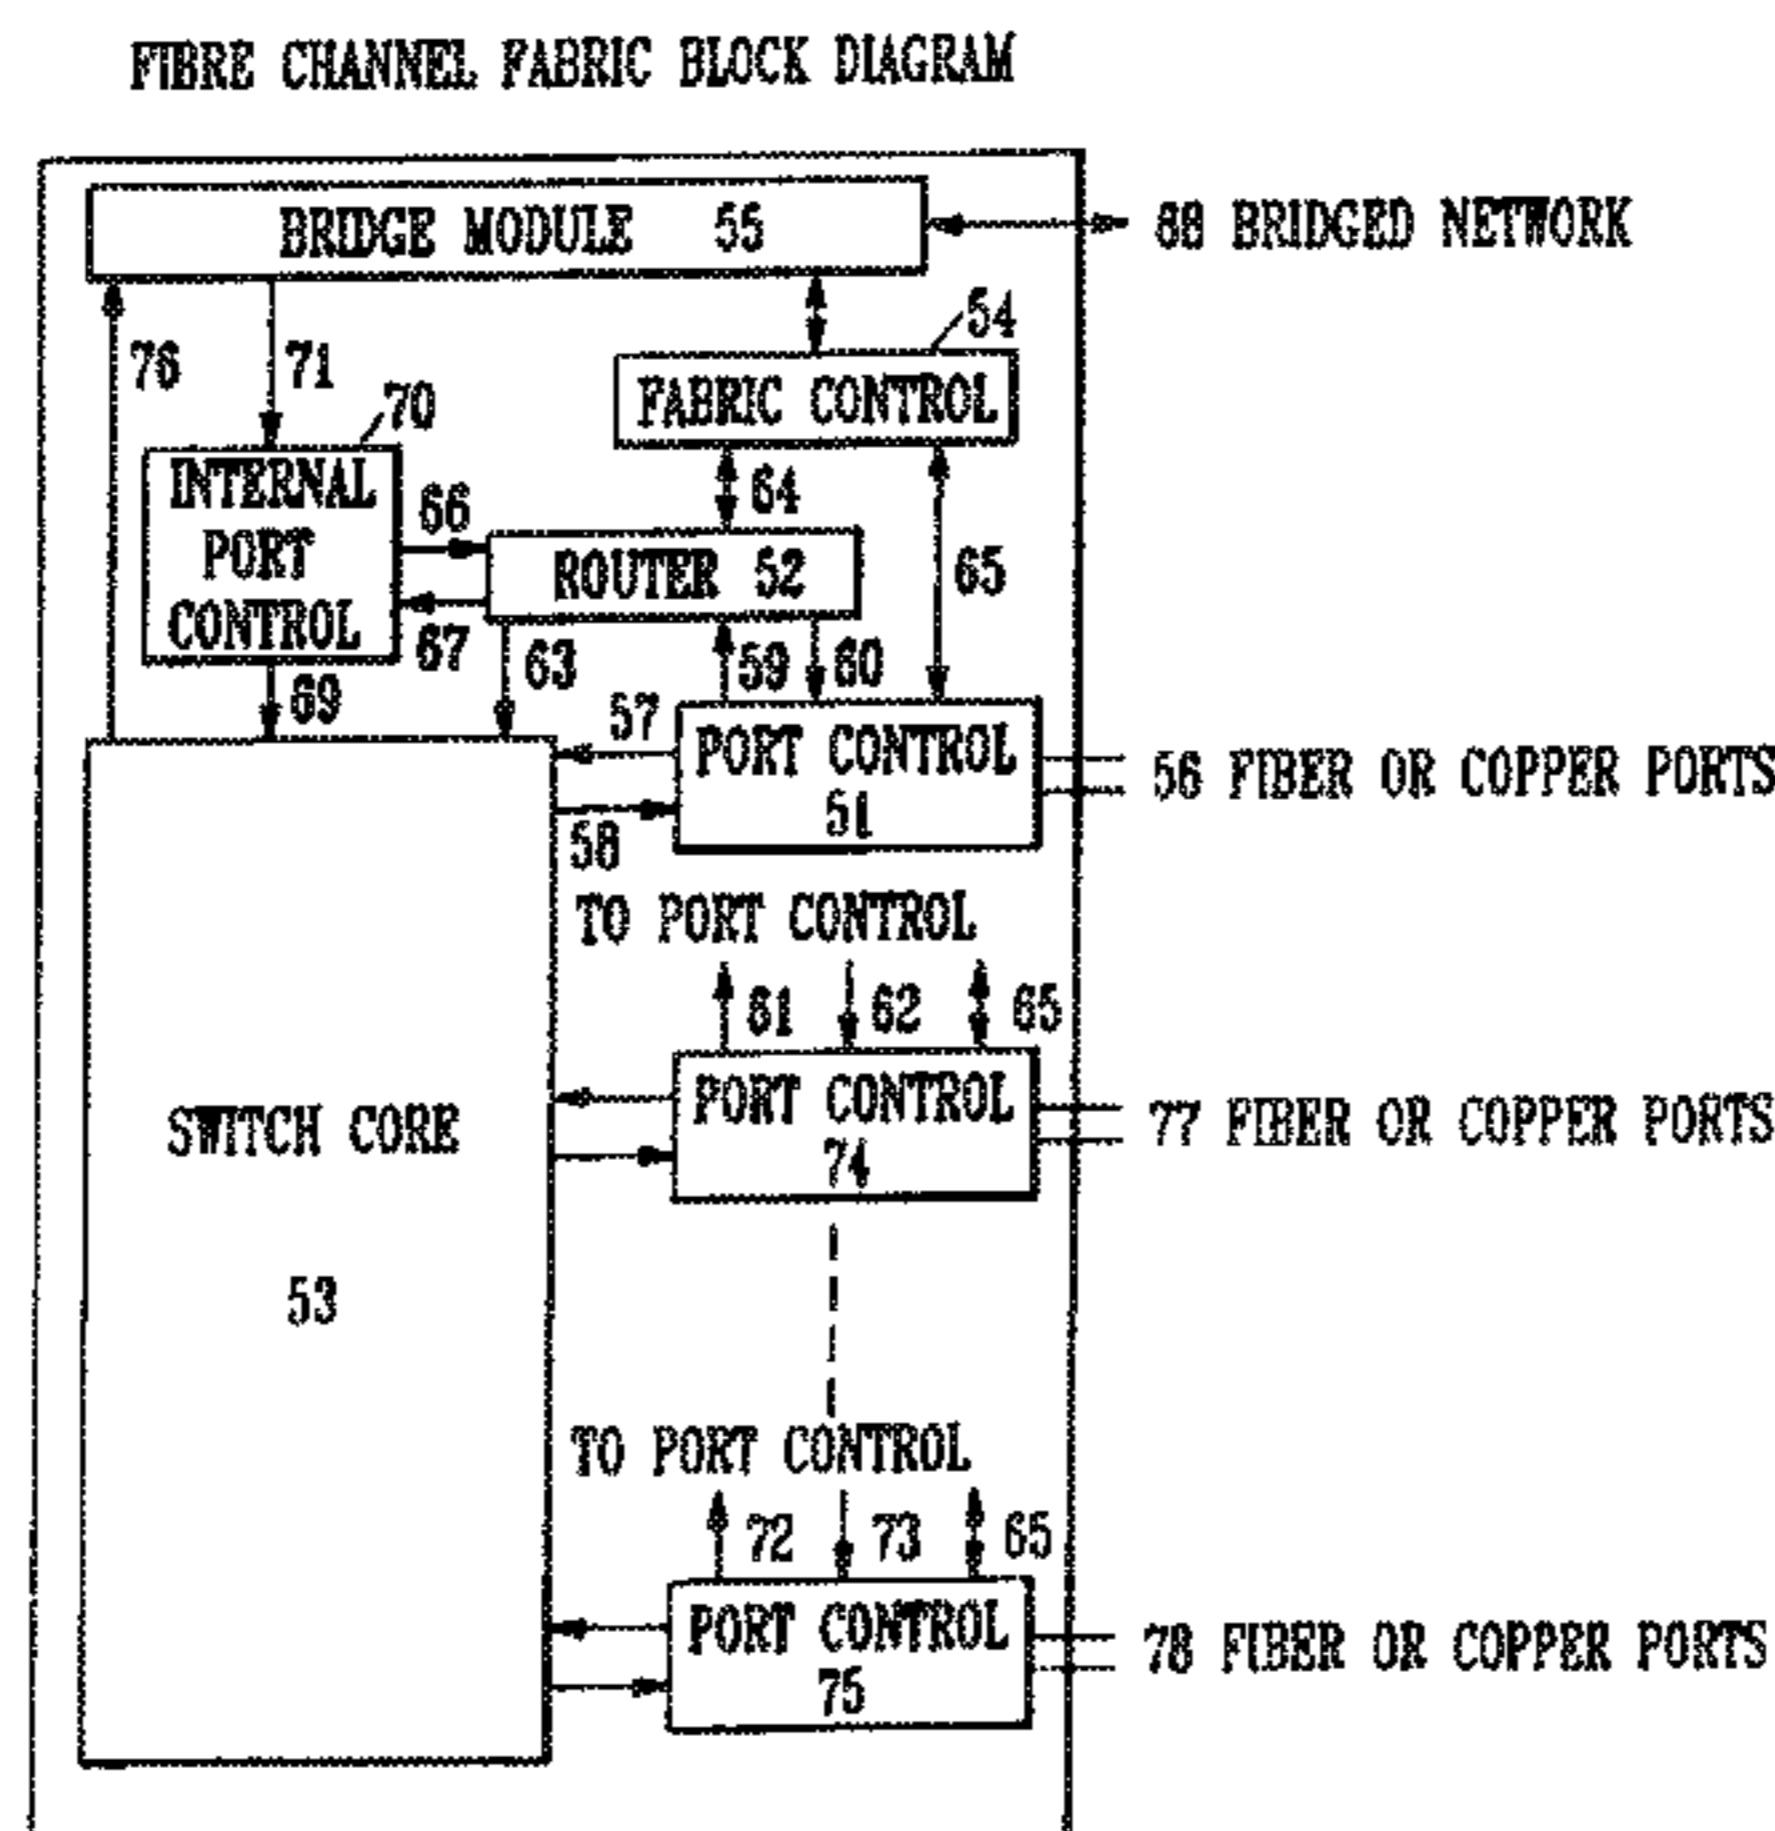 FIBRE CHANNEL FABRIC BLOCK DIAGRAM
BRIDGE MODULE 55
68 BRIDGED NETWORK
54
76
71
70
FABRIC CONTROL
INTERNAL
PORT
CONTROL
66
64
ROUTER 52
65
67
63
59
60
69
57
PORT CONTROL
51
56 FIBER OR COPPER PORTS
58
TO PORT CONTROL
61
62
65
PORT CONTROL
74
77 FIBER OR COPPER PORTS
SWITCH CORE
53
TO PORT CONTROL
72
73
65
PORT CONTROL
75
78 FIBER OR COPPER PORTS